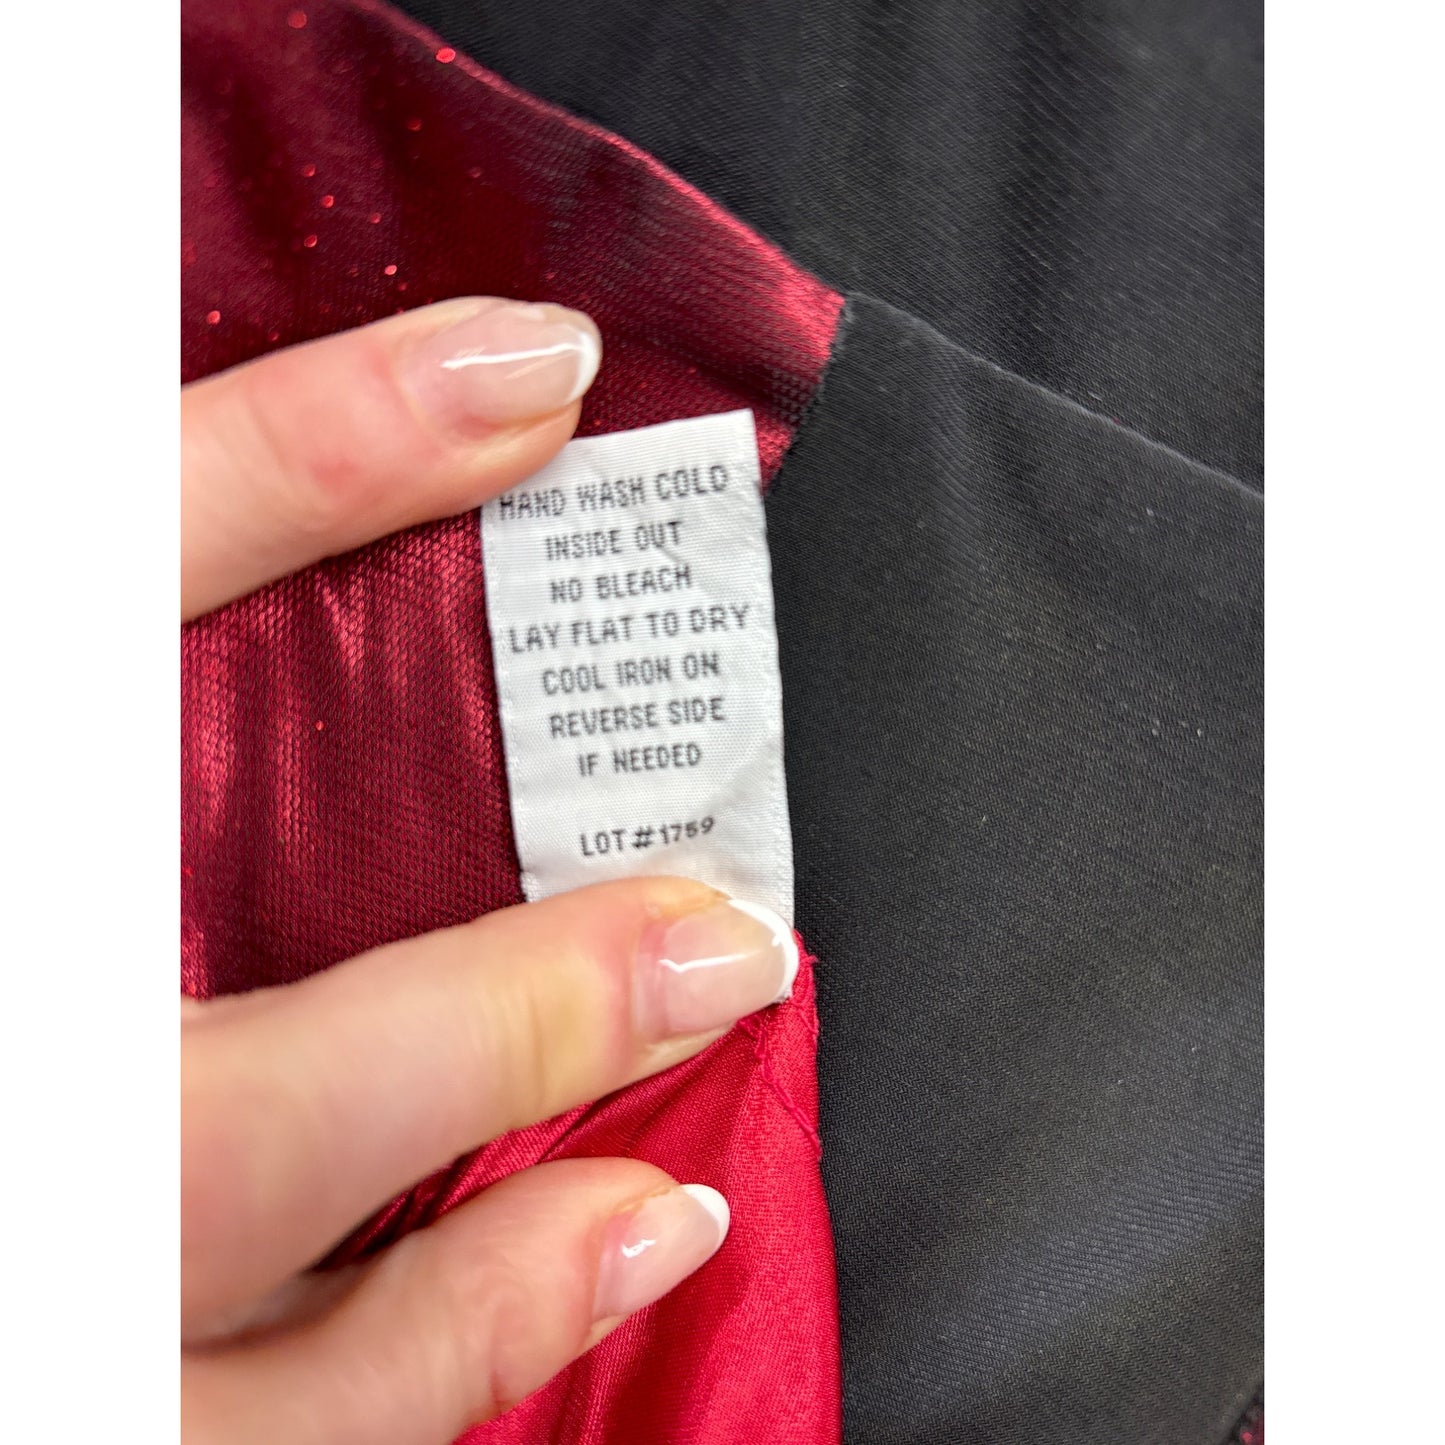 HAND WASH COLD
INSIDE OUT
NO BLEACH
LAY FLAT TO DRY
COOL IRON ON
REVERSE SIDE
IF NEEDED
LOT #1759